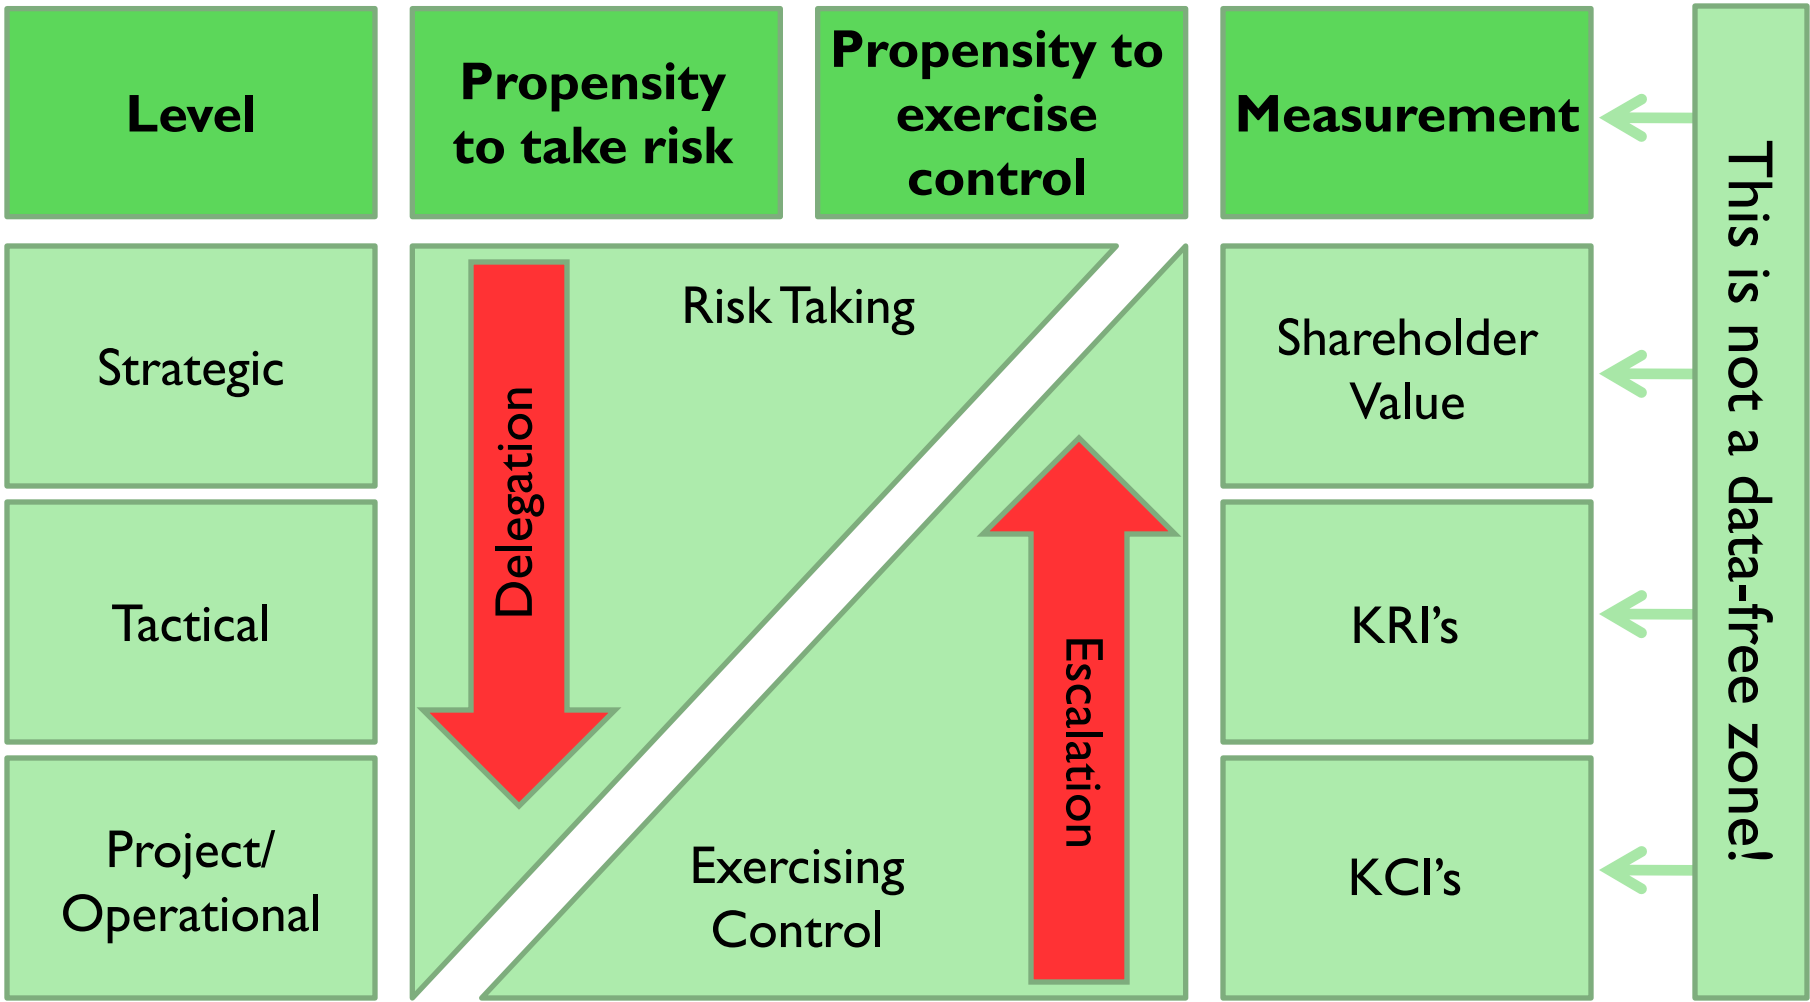 Level
Propensity
to take risk
Propensity to
exercise
control
Measurement
This is not a data-free zone!
Strategic
Delegation
Risk Taking
Shareholder
Value
Tactical
Escalation
KRI’s
Project/
Operational
Exercising
Control
KCI’s